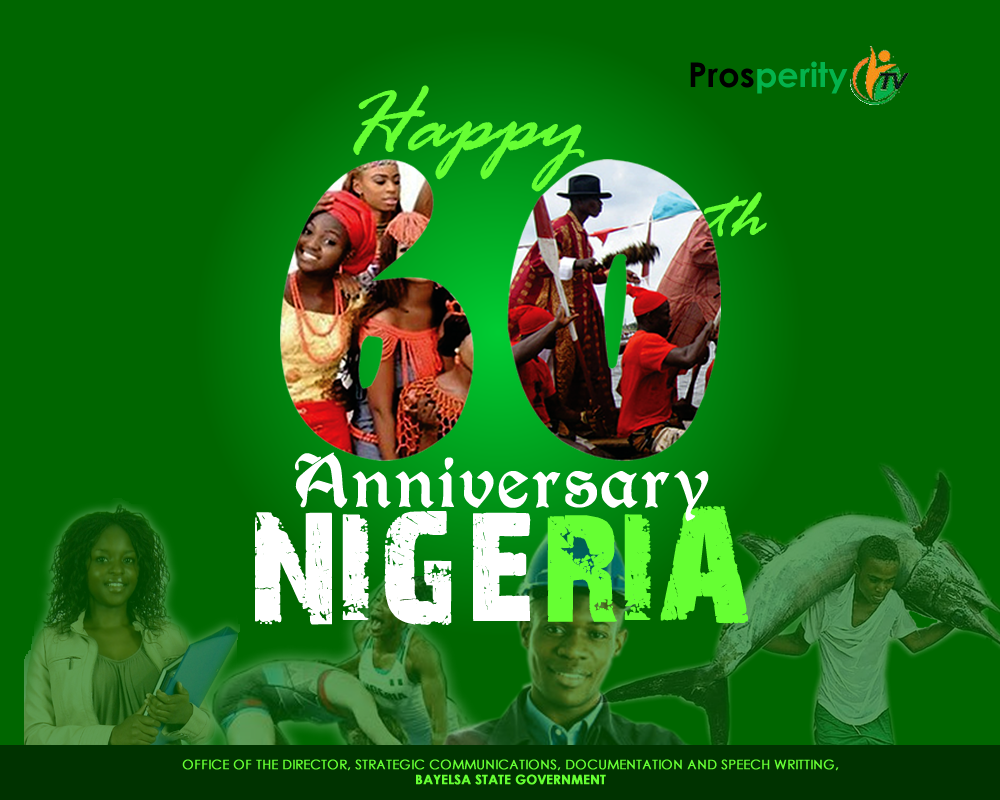 Prosperity TV
Happy
60th
Anniversary
NIGERIA
NIGERIA
OFFICE OF THE DIRECTOR, STRATEGIC COMMUNICATIONS, DOCUMENTATION AND SPEECH WRITTING,
BAYELSA STATE GOVERNMENT